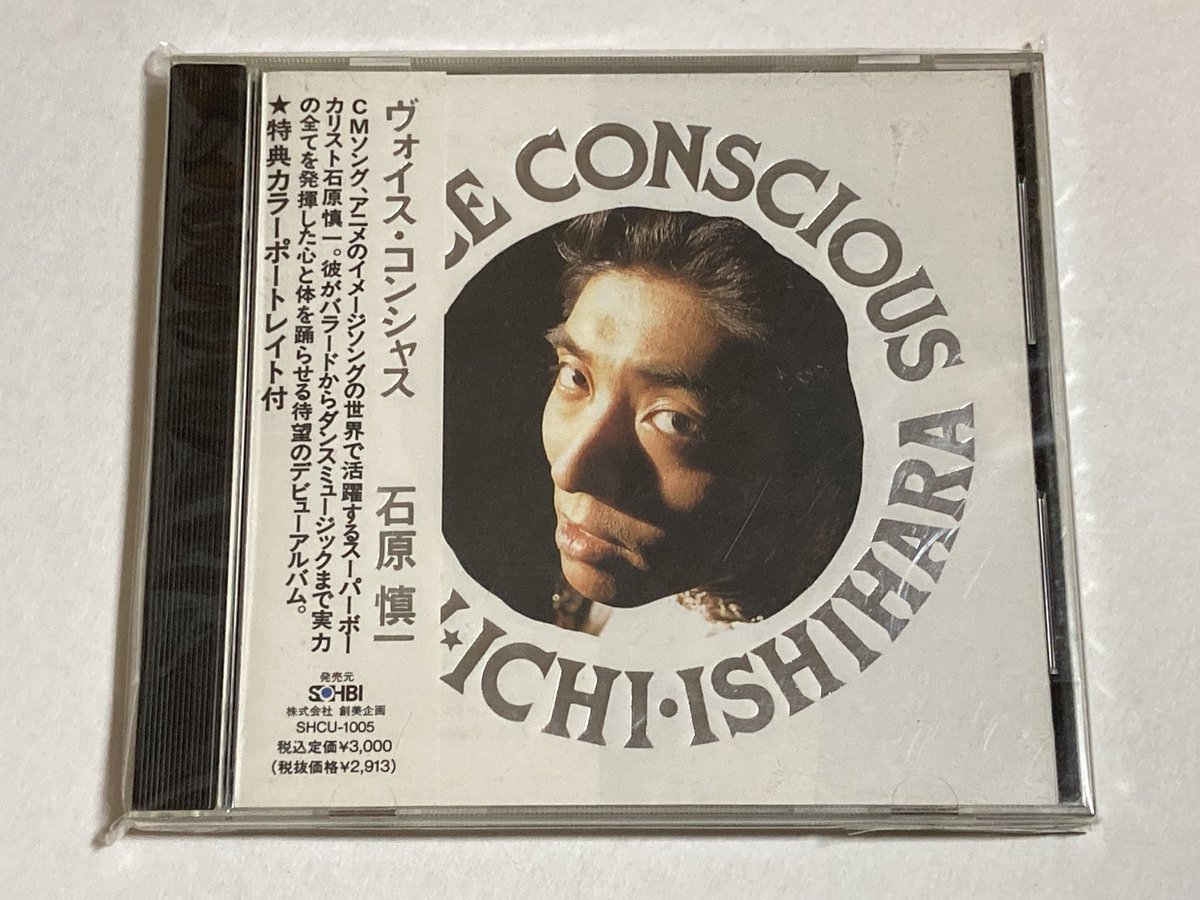 ヴォイス・コンシャス 石原 慎一
CMソング、アニメのイメージソングの世界で活躍するスーパーボー
カリスト石原慎一。彼がバラードからダンスミュージックまで実力
の全てを発揮した心と体を踊らせる待望のデビューアルバム。
★特典カラーポートレイト付
発売元
SOHBI
株式会社 創美企画
SHCU-1005
税込定価¥3,000
(税抜価格¥2,913)
CONSCIOUS
ICHI・ISHIHARA